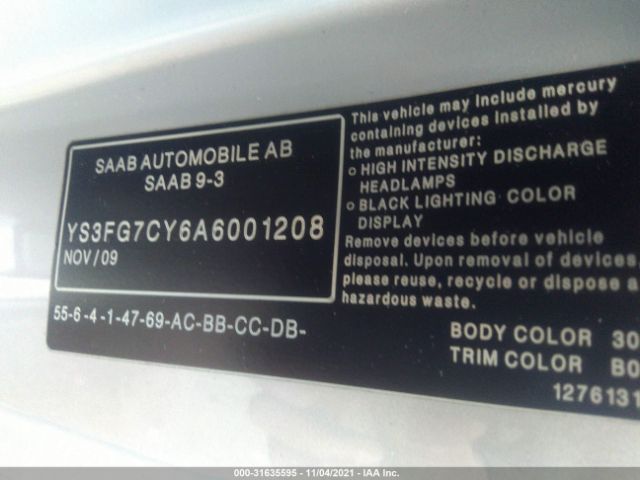 SAAB AUTOMOBILE AB
SAAB 9-3
YS3FG7CY6A6001208
NOV/09
55-6-4-1-47-69-AC-BB-CC-DB-
This vehicle may include mercury
containing devices installed by
the manufacturer:
o HIGH INTENSITY DISCHARGE
HEADLAMPS
o BLACK LIGHTING COLOR
DISPLAY
Remove devices before vehicle
disposal. Upon removal of devices,
please reuse, recycle or dispose a
hazardous waste.
BODY COLOR 30
TRIM COLOR B0
1276131
000-31635595 - 11/04/2021 - IAA Inc.